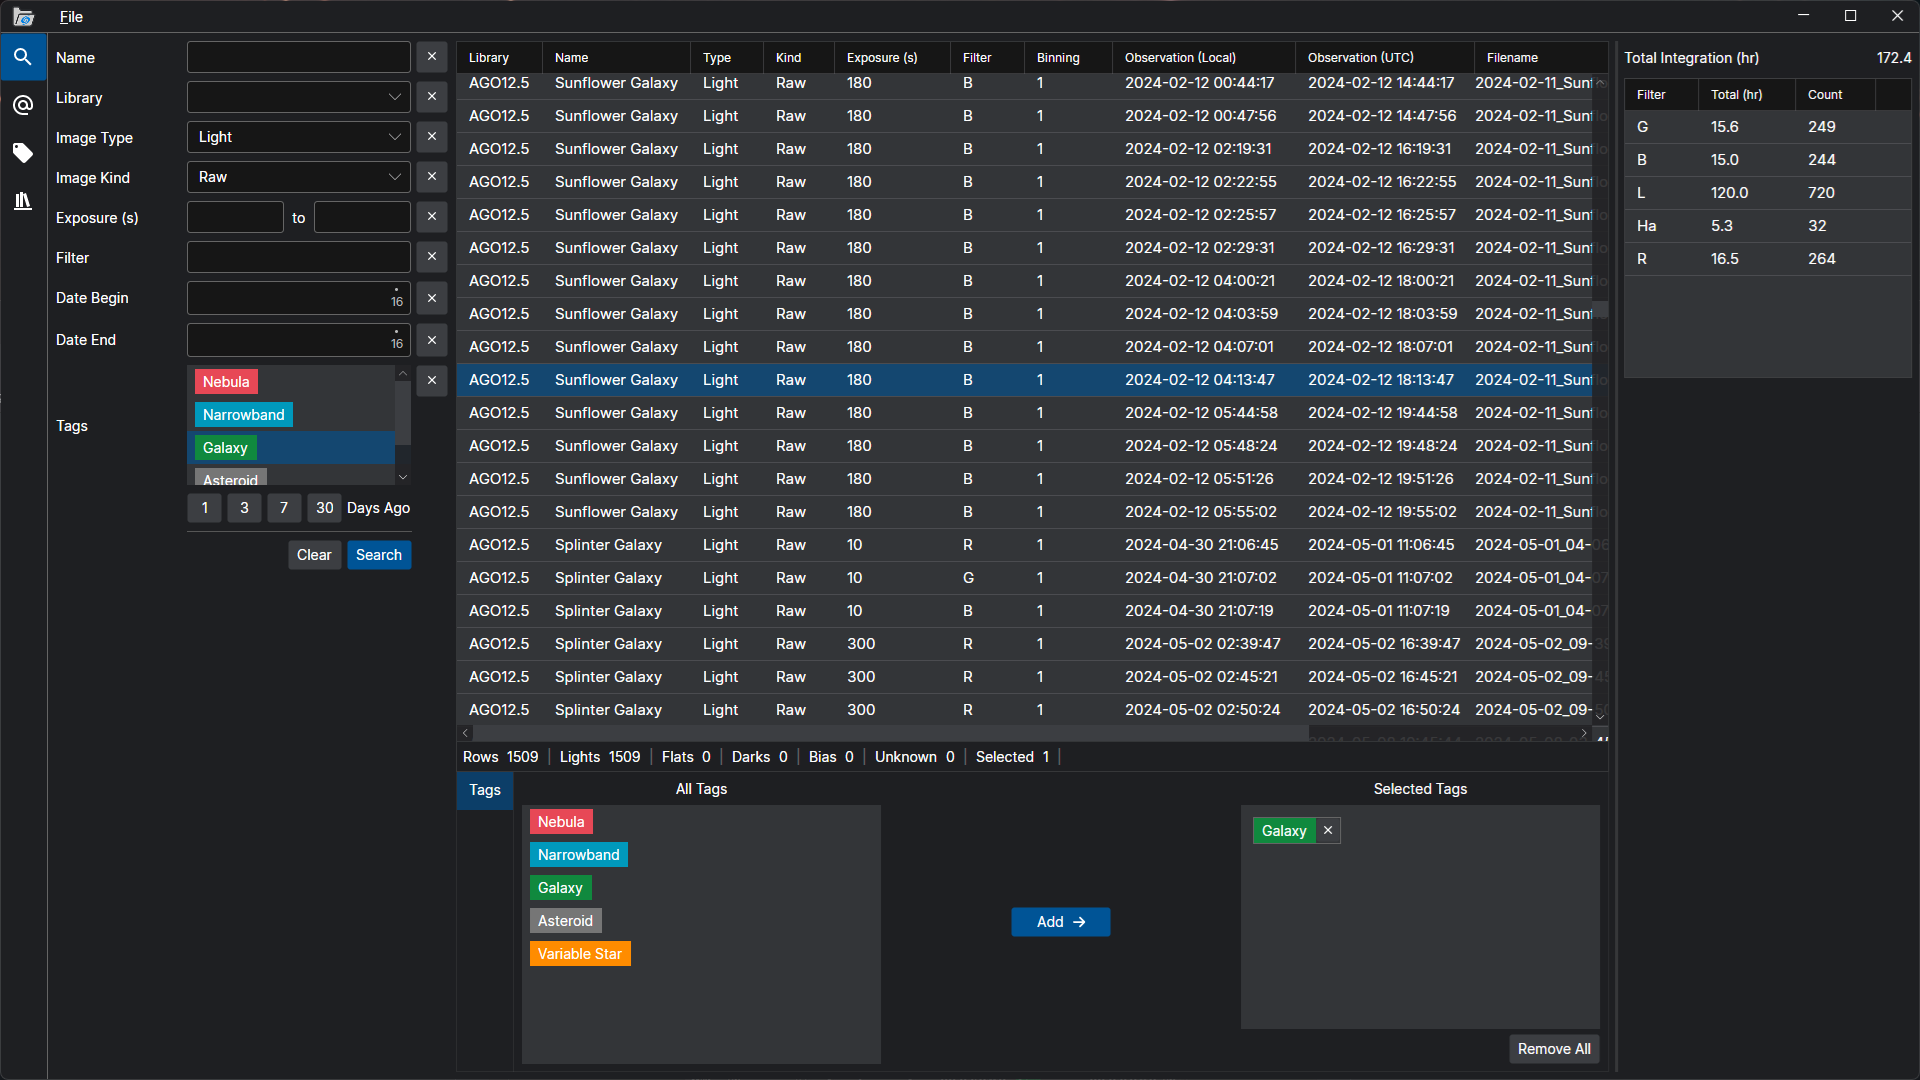 File
Name
Library
Image Type Light
Image Kind Raw
Exposure (s) to
Filter
Date Begin 16
Date End 16
Tags
Nebula
Narrowband
Galaxy
Asteroid
1 3 7 30 Days Ago
Clear Search
Library Name Type Kind Exposure (s) Filter Binning Observation (Local) Observation (UTC) Filename
AGO12.5 Sunflower Galaxy Light Raw 180 B 1 2024-02-12 00:44:17 2024-02-12 14:44:17 2024-02-11_Sunflo
AGO12.5 Sunflower Galaxy Light Raw 180 B 1 2024-02-12 00:47:56 2024-02-12 14:47:56 2024-02-11_Sunflo
AGO12.5 Sunflower Galaxy Light Raw 180 B 1 2024-02-12 02:19:31 2024-02-12 16:19:31 2024-02-11_Sunflo
AGO12.5 Sunflower Galaxy Light Raw 180 B 1 2024-02-12 02:22:55 2024-02-12 16:22:55 2024-02-11_Sunflo
AGO12.5 Sunflower Galaxy Light Raw 180 B 1 2024-02-12 02:25:57 2024-02-12 16:25:57 2024-02-11_Sunflo
AGO12.5 Sunflower Galaxy Light Raw 180 B 1 2024-02-12 02:29:31 2024-02-12 16:29:31 2024-02-11_Sunflo
AGO12.5 Sunflower Galaxy Light Raw 180 B 1 2024-02-12 04:00:21 2024-02-12 18:00:21 2024-02-11_Sunflo
AGO12.5 Sunflower Galaxy Light Raw 180 B 1 2024-02-12 04:03:59 2024-02-12 18:03:59 2024-02-11_Sunflo
AGO12.5 Sunflower Galaxy Light Raw 180 B 1 2024-02-12 04:07:01 2024-02-12 18:07:01 2024-02-11_Sunflo
AGO12.5 Sunflower Galaxy Light Raw 180 B 1 2024-02-12 04:13:47 2024-02-12 18:13:47 2024-02-11_Sunflo
AGO12.5 Sunflower Galaxy Light Raw 180 B 1 2024-02-12 05:44:58 2024-02-12 19:44:58 2024-02-11_Sunflo
AGO12.5 Sunflower Galaxy Light Raw 180 B 1 2024-02-12 05:48:24 2024-02-12 19:48:24 2024-02-11_Sunflo
AGO12.5 Sunflower Galaxy Light Raw 180 B 1 2024-02-12 05:51:26 2024-02-12 19:51:26 2024-02-11_Sunflo
AGO12.5 Sunflower Galaxy Light Raw 180 B 1 2024-02-12 05:55:02 2024-02-12 19:55:02 2024-02-11_Sunflo
AGO12.5 Splinter Galaxy Light Raw 10 R 1 2024-04-30 21:06:45 2024-05-01 11:06:45 2024-05-01_04-06
AGO12.5 Splinter Galaxy Light Raw 10 G 1 2024-04-30 21:07:02 2024-05-01 11:07:02 2024-05-01_04-07
AGO12.5 Splinter Galaxy Light Raw 10 B 1 2024-04-30 21:07:19 2024-05-01 11:07:19 2024-05-01_04-07
AGO12.5 Splinter Galaxy Light Raw 300 R 1 2024-05-02 02:39:47 2024-05-02 16:39:47 2024-05-02_09-39
AGO12.5 Splinter Galaxy Light Raw 300 R 1 2024-05-02 02:45:21 2024-05-02 16:45:21 2024-05-02_09-45
AGO12.5 Splinter Galaxy Light Raw 300 R 1 2024-05-02 02:50:24 2024-05-02 16:50:24 2024-05-02_09-50
Rows 1509 Lights 1509 Flats 0 Darks 0 Bias 0 Unknown 0 Selected 1
Tags
All Tags
Nebula
Narrowband
Galaxy
Asteroid
Variable Star
Add
Selected Tags
Galaxy
Remove All
Total Integration (hr) 172.4
Filter Total (hr) Count
G 15.6 249
B 15.0 244
L 120.0 720
Ha 5.3 32
R 16.5 264